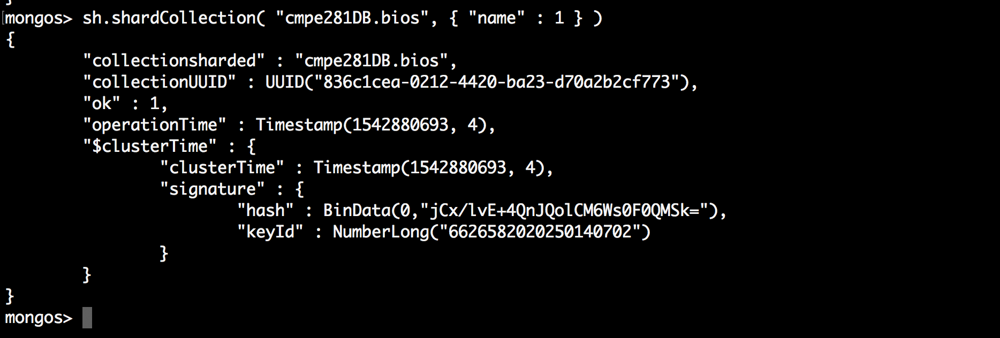 }
mongos> sh.shardCollection( "cmpe281DB.bios", { "name" : 1 } )
{
        "collectionsharded" : "cmpe281DB.bios",
        "collectionUUID" : UUID("836c1cea-0212-4420-ba23-d70a2b2cf773"),
        "ok" : 1,
        "operationTime" : Timestamp(1542880693, 4),
        "$clusterTime" : {
                "clusterTime" : Timestamp(1542880693, 4),
                "signature" : {
                        "hash" : BinData(0,"jCx/lvE+4QnJQolCM6Ws0F0QMSk="),
                        "keyId" : NumberLong("6626582020250140702")
                }
        }
}
mongos>